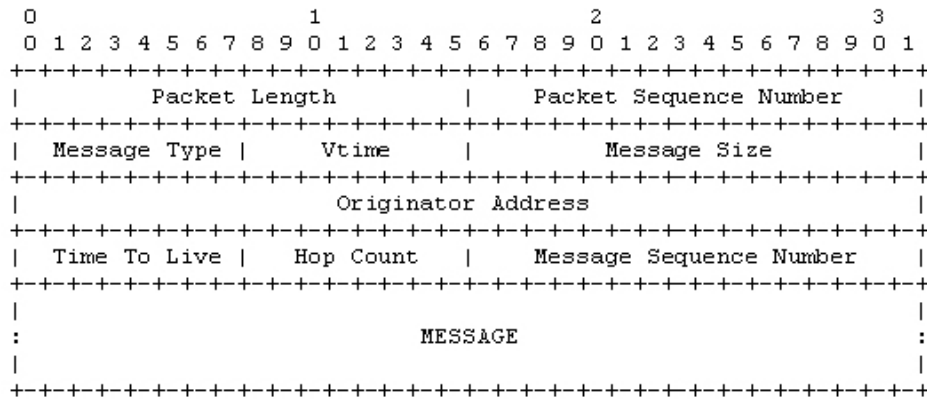 0                   1                   2                   3
0 1 2 3 4 5 6 7 8 9 0 1 2 3 4 5 6 7 8 9 0 1 2 3 4 5 6 7 8 9 0 1
+-+-+-+-+-+-+-+-+-+-+-+-+-+-+-+-+-+-+-+-+-+-+-+-+-+-+-+-+-+-+-+-+
|         Packet Length         |    Packet Sequence Number     |
+-+-+-+-+-+-+-+-+-+-+-+-+-+-+-+-+-+-+-+-+-+-+-+-+-+-+-+-+-+-+-+-+
|  Message Type |     Vtime     |         Message Size          |
+-+-+-+-+-+-+-+-+-+-+-+-+-+-+-+-+-+-+-+-+-+-+-+-+-+-+-+-+-+-+-+-+
|                      Originator Address                       |
+-+-+-+-+-+-+-+-+-+-+-+-+-+-+-+-+-+-+-+-+-+-+-+-+-+-+-+-+-+-+-+-+
|  Time To Live |   Hop Count   |    Message Sequence Number    |
+-+-+-+-+-+-+-+-+-+-+-+-+-+-+-+-+-+-+-+-+-+-+-+-+-+-+-+-+-+-+-+-+
|                                                               |
:                            MESSAGE                            :
|                                                               |
+-+-+-+-+-+-+-+-+-+-+-+-+-+-+-+-+-+-+-+-+-+-+-+-+-+-+-+-+-+-+-+-+